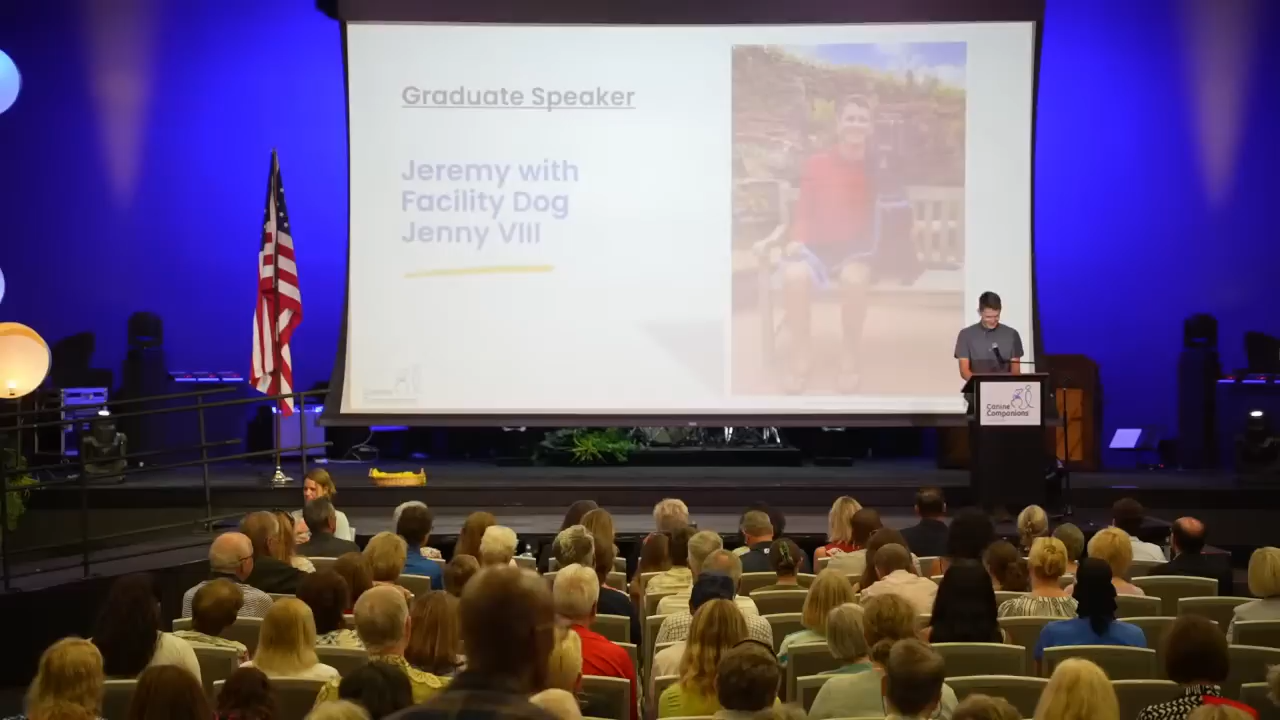 Graduate Speaker
Jeremy with
Facility Dog
Jenny VIII
Canine
Companions